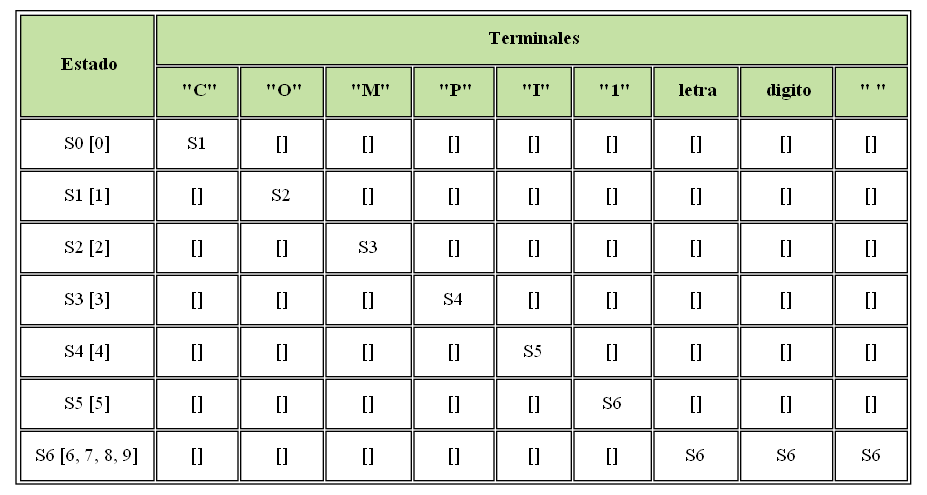 Terminales
Estado
"C" "O" "M" "P" "I" "1" letra digito " "
S0 [0] S1 [] [] [] [] [] [] [] []
S1 [1] [] S2 [] [] [] [] [] [] []
S2 [2] [] [] S3 [] [] [] [] [] []
S3 [3] [] [] [] S4 [] [] [] [] []
S4 [4] [] [] [] [] S5 [] [] [] []
S5 [5] [] [] [] [] [] S6 [] [] []
S6 [6, 7, 8, 9] [] [] [] [] [] [] S6 S6 S6